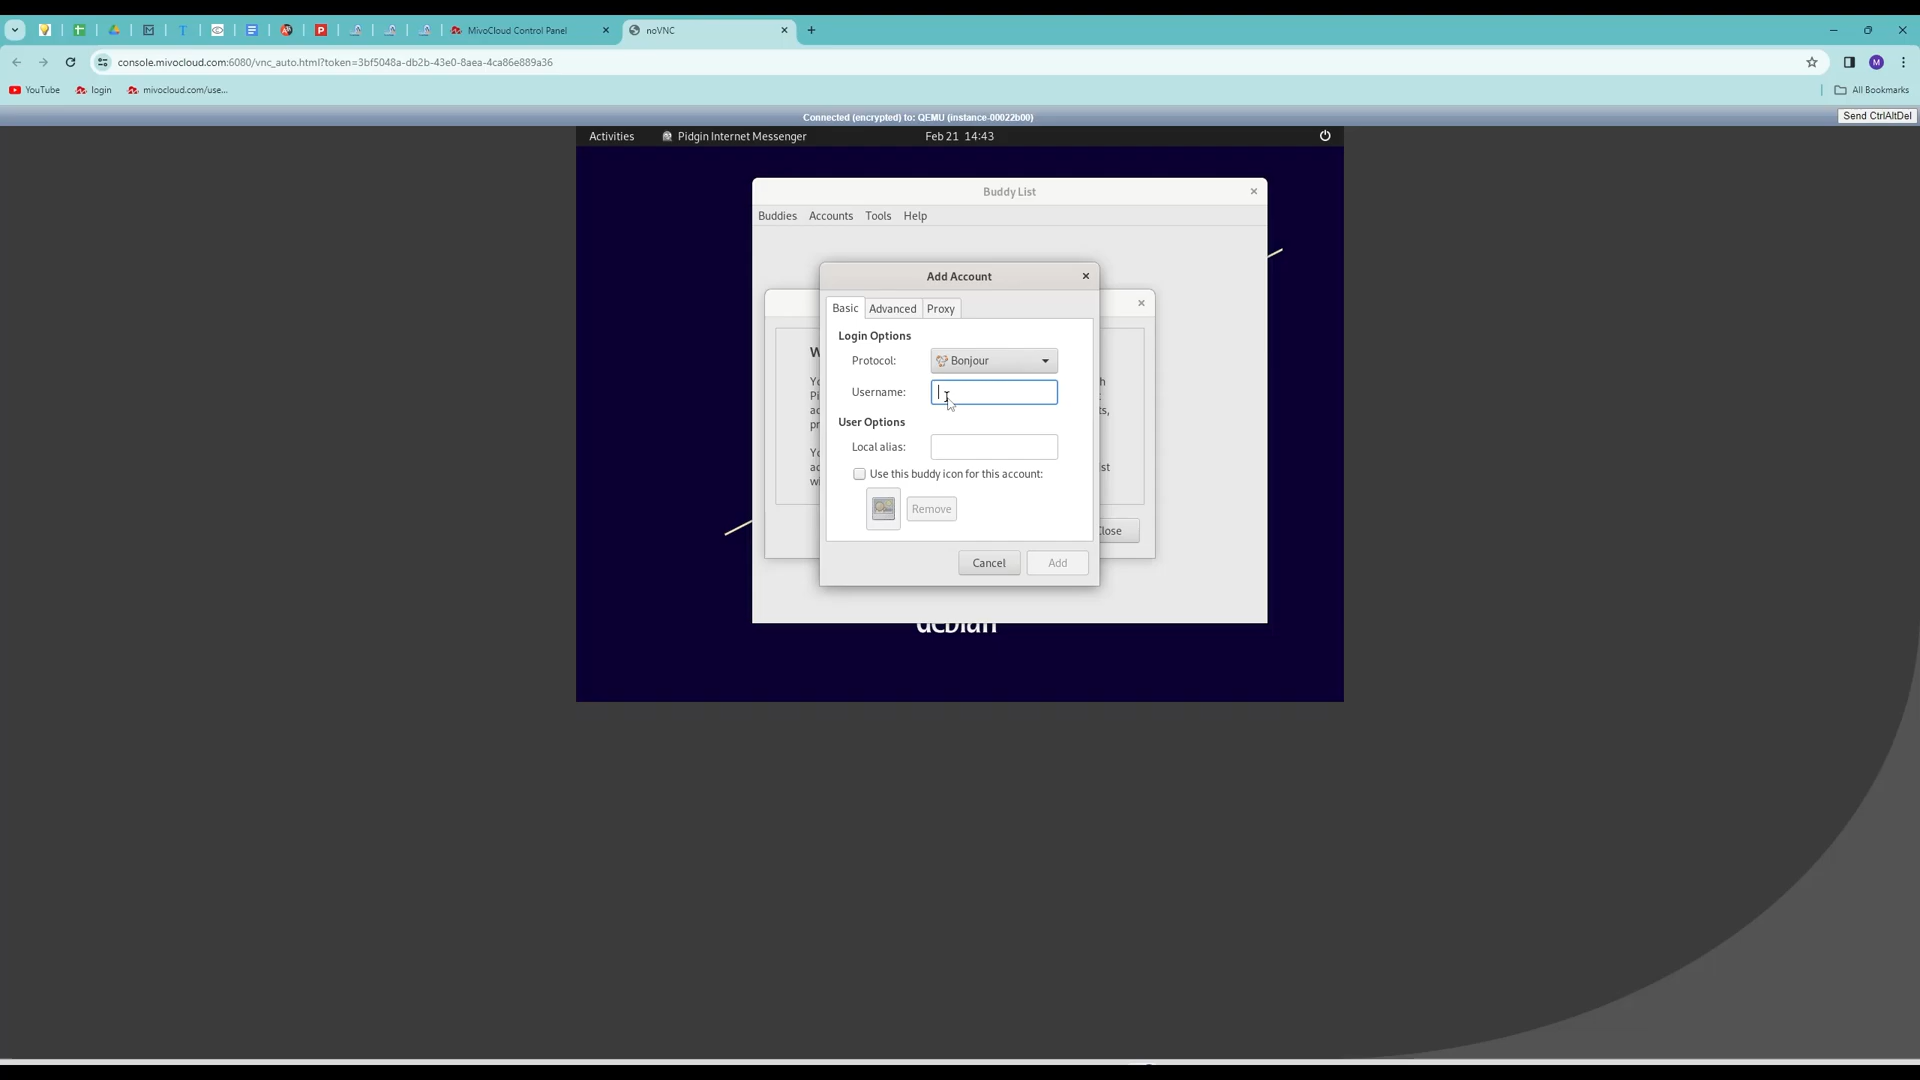 MivoCloud Control Panel
noVNC
console.mivocloud.com:6080/vnc_auto.html?token=3bf5048a-db2b-43e0-8aea-4ca86e889a36
M
YouTube
login
mivocloud.com/use...
All Bookmarks
Connected (encrypted) to: QEMU (instance-00022b00)
Send CtrlAltDel
Activities
Pidgin Internet Messenger
Feb 21 14:43
Buddy List
Buddies Accounts Tools Help
Add Account
Basic Advanced Proxy
Login Options
Protocol: Bonjour
Username:
User Options
Local alias:
Use this buddy icon for this account:
Remove
Cancel Add
debian